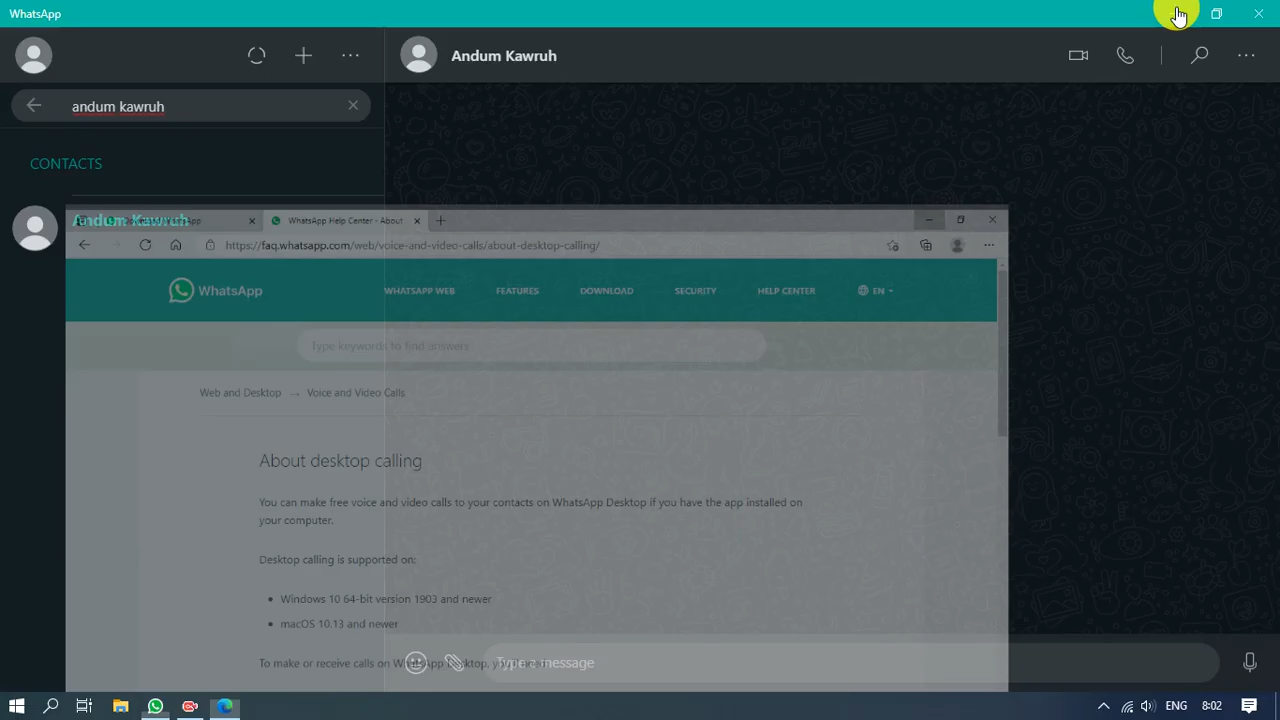 WhatsApp
Andum Kawruh
andum kawruh
CONTACTS
Andum Kawruh
WhatsApp Help Center - About
https://faq.whatsapp.com/web/voice-and-video-calls/about-desktop-calling/
WhatsApp WHATSAPP WEB FEATURES DOWNLOAD SECURITY HELP CENTER EN
Type keywords to find answers
Web and Desktop → Voice and Video Calls
About desktop calling
You can make free voice and video calls to your contacts on WhatsApp Desktop if you have the app installed on
your computer.
Desktop calling is supported on:
• Windows 10 64-bit version 1903 and newer
• macOS 10.13 and newer
To make or receive calls on WhatsApp Desktop,
Type a message
ENG 8:02